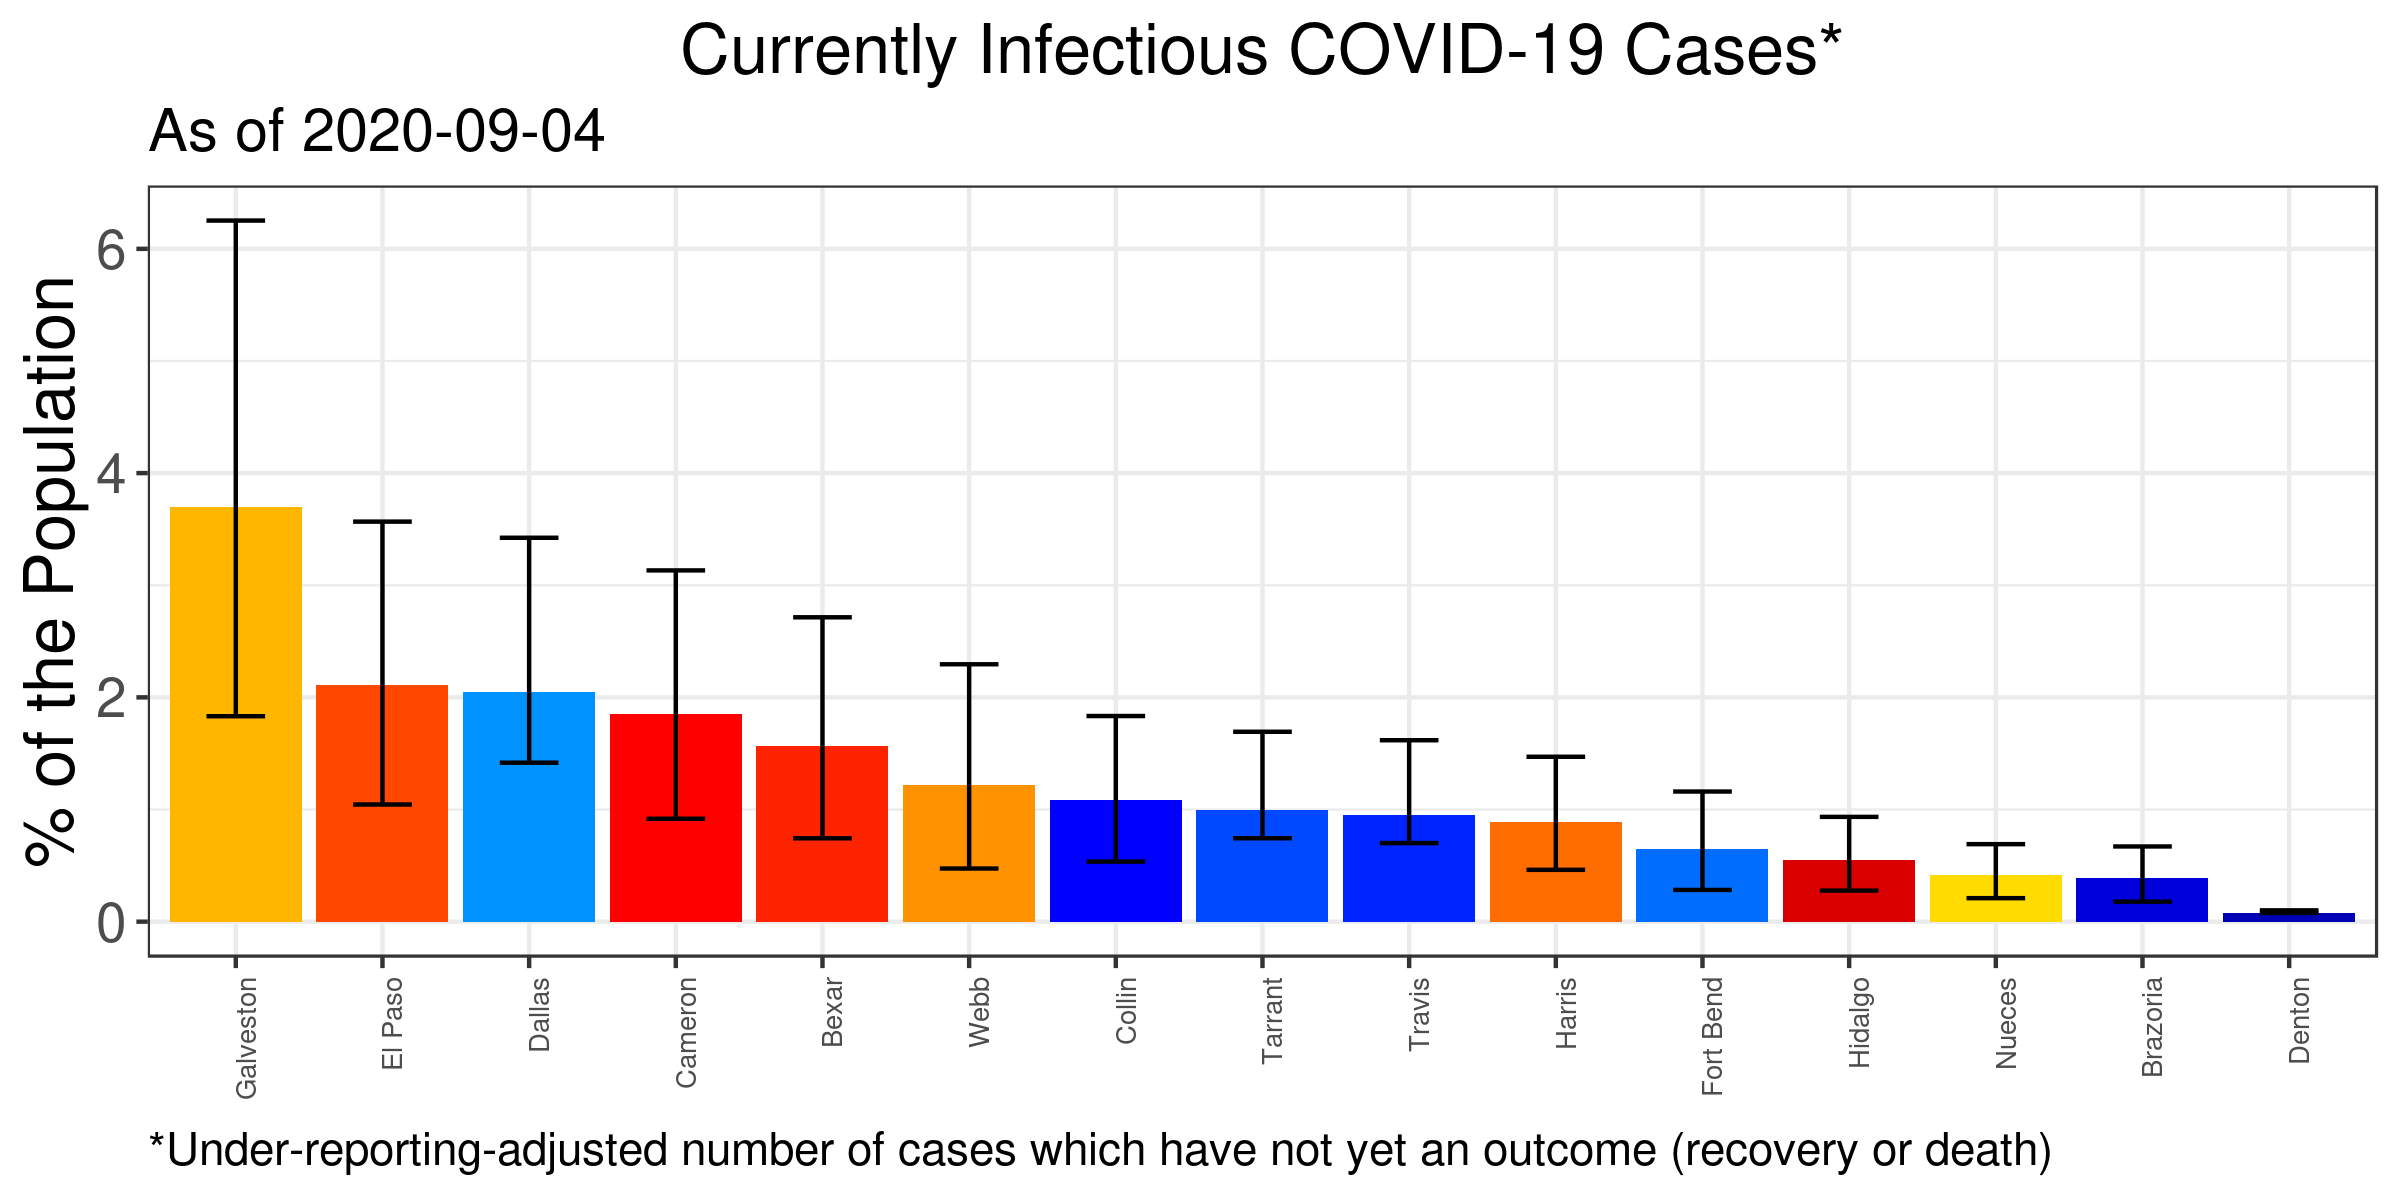 Currently Infectious COVID-19 Cases*
As of 2020-09-04
% of the Population
6
4
2
0
Galveston
El Paso
Dallas
Cameron
Bexar
Webb
Collin
Tarrant
Travis
Harris
Fort Bend
Hidalgo
Nueces
Brazoria
Denton
*Under-reporting-adjusted number of cases which have not yet an outcome (recovery or death)